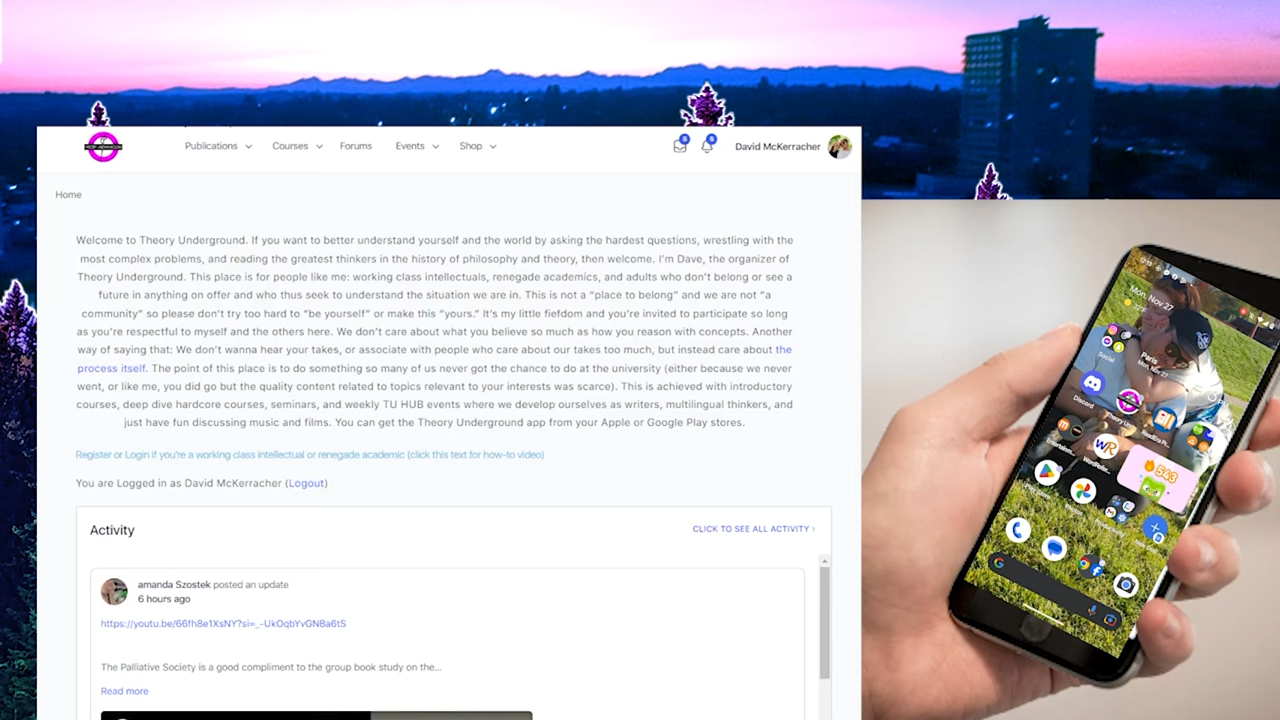 Publications
Courses
Forums
Events
Shop
David McKerracher
Home
Welcome to Theory Underground. If you want to better understand yourself and the world by asking the hardest questions, wrestling with the
most complex problems, and reading the greatest thinkers in the history of philosophy and theory, then welcome. I'm Dave, the organizer of
Theory Underground. This place is for people like me: working class intellectuals, renegade academics, and adults who don't belong or see a
future in anything on offer and who thus seek to understand the situation we are in. This is not a "place to belong" and we are not "a
community" so please don't try too hard to "be yourself" or make this "yours." It's my little fiefdom and you're invited to participate so long
as you're respectful to myself and the others here. We don't care about what you believe so much as how you reason with concepts. Another
way of saying that: We don't wanna hear your takes, or associate with people who care about our takes too much, but instead care about the
process itself. The point of this place is to do something so many of us never got the chance to do at the university (either because we never
went, or like me, you did go but the quality content related to topics relevant to your interests was scarce). This is achieved with introductory
courses, deep dive hardcore courses, seminars, and weekly TU HUB events where we develop ourselves as writers, multilingual thinkers, and
just have fun discussing music and films. You can get the Theory Underground app from your Apple or Google Play stores.
Register or Login if you're a working class intellectual or renegade academic (click this text for how-to video)
You are Logged in as David McKerracher (Logout)
Activity
CLICK TO SEE ALL ACTIVITY ›
amanda Szostek posted an update
6 hours ago
https://youtu.be/66fh8e1XsNY?si=_-UkOqbYvGNBa6tS
The Palliative Society is a good compliment to the group book study on the...
Read more
Mon, Nov 27
Paris
Mon, Nov 27
Social
Discord
543